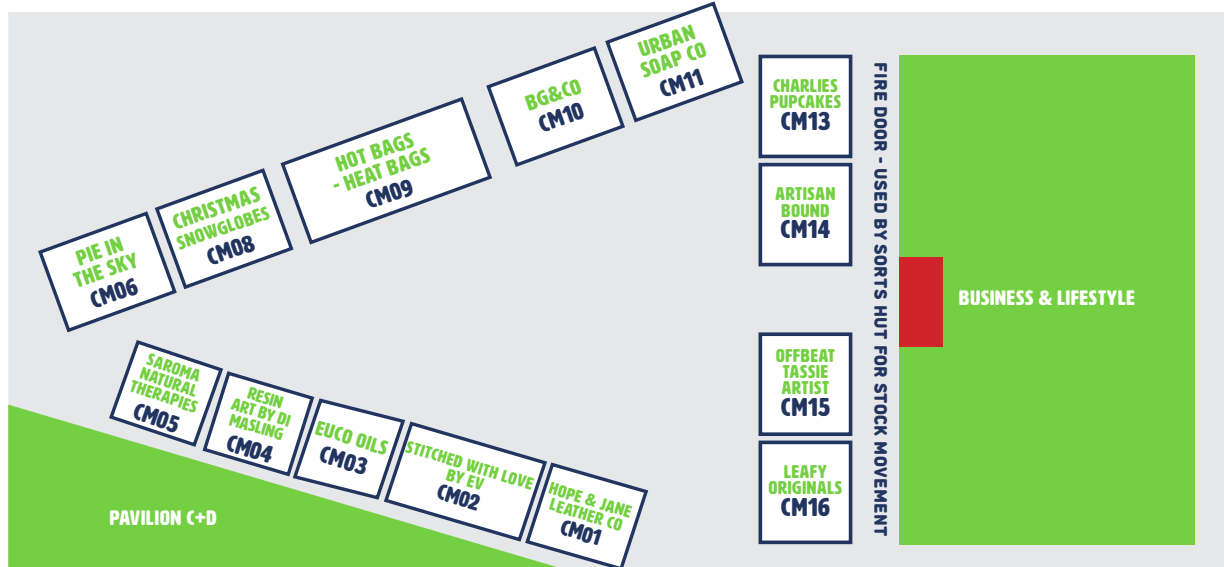 URBAN
SOAP CO
CM11
BG&CO
CM10
HOT BAGS
- HEAT BAGS
CM09
CHRISTMAS
SNOWGLOBES
CM08
PIE IN
THE SKY
CM06
CHARLIES
PUPCAKES
CM13
ARTISAN
BOUND
CM14
OFFBEAT
TASSIE
ARTIST
CM15
LEAFY
ORIGINALS
CM16
FIRE DOOR - USED BY SORTS HUT FOR STOCK MOVEMENT
BUSINESS & LIFESTYLE
SAROMA
NATURAL
THERAPIES
CM05
RESIN
ART BY DI
MASLING
CM04
EUCO OILS
CM03
STITCHED WITH LOVE
BY EV
CM02
HOPE & JANE
LEATHER CO
CM01
PAVILION C+D